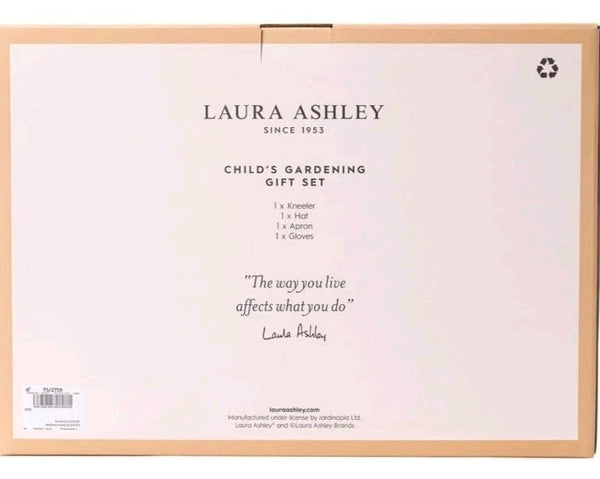 LAURA ASHLEY
SINCE 1953
CHILD'S GARDENING
GIFT SET
1 x Kneeler
1 x Hat
1 x Apron
1 x Gloves
"The way you live
affects what you do"
Laura Ashley
lauraashley.com
Manufactured under license by Jardinopia Ltd.
Laura Ashley® and ©Laura Ashley Brands